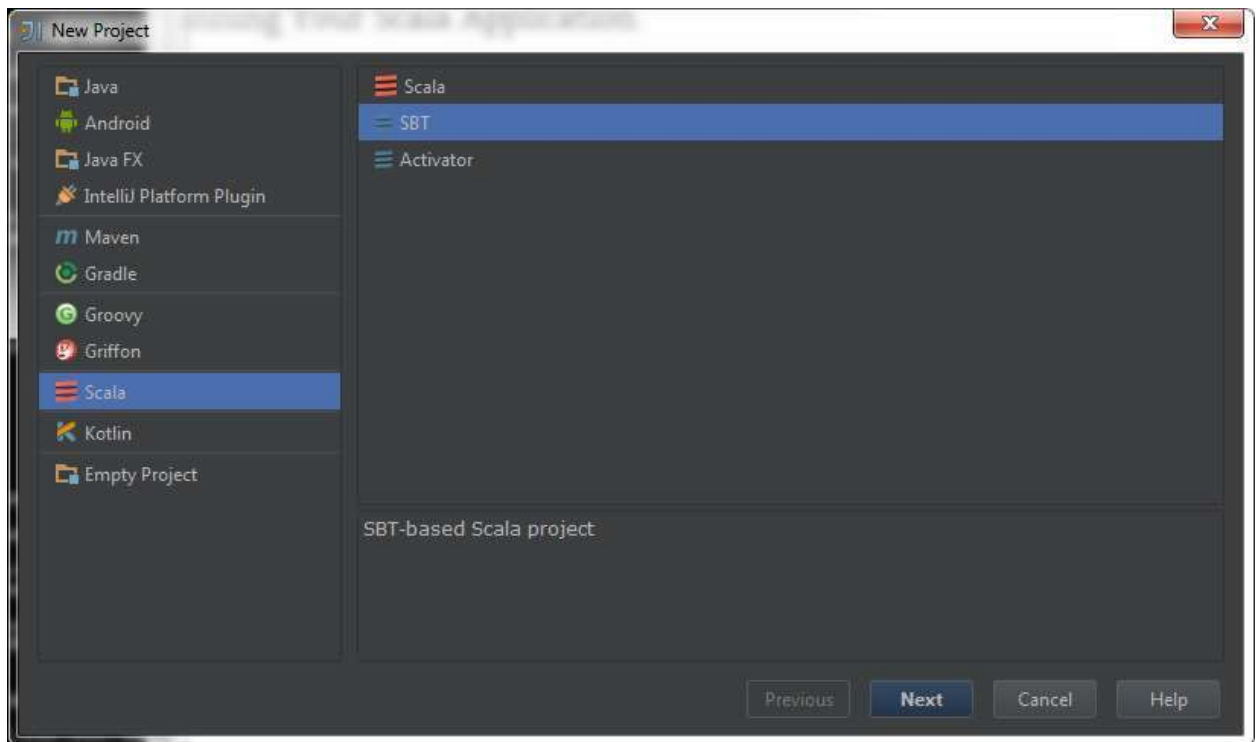 New Project
Java
Android
Java FX
IntelliJ Platform Plugin
Maven
Gradle
Groovy
Griffon
Scala
Kotlin
Empty Project
Scala
SBT
Activator
SBT-based Scala project
Previous
Next
Cancel
Help